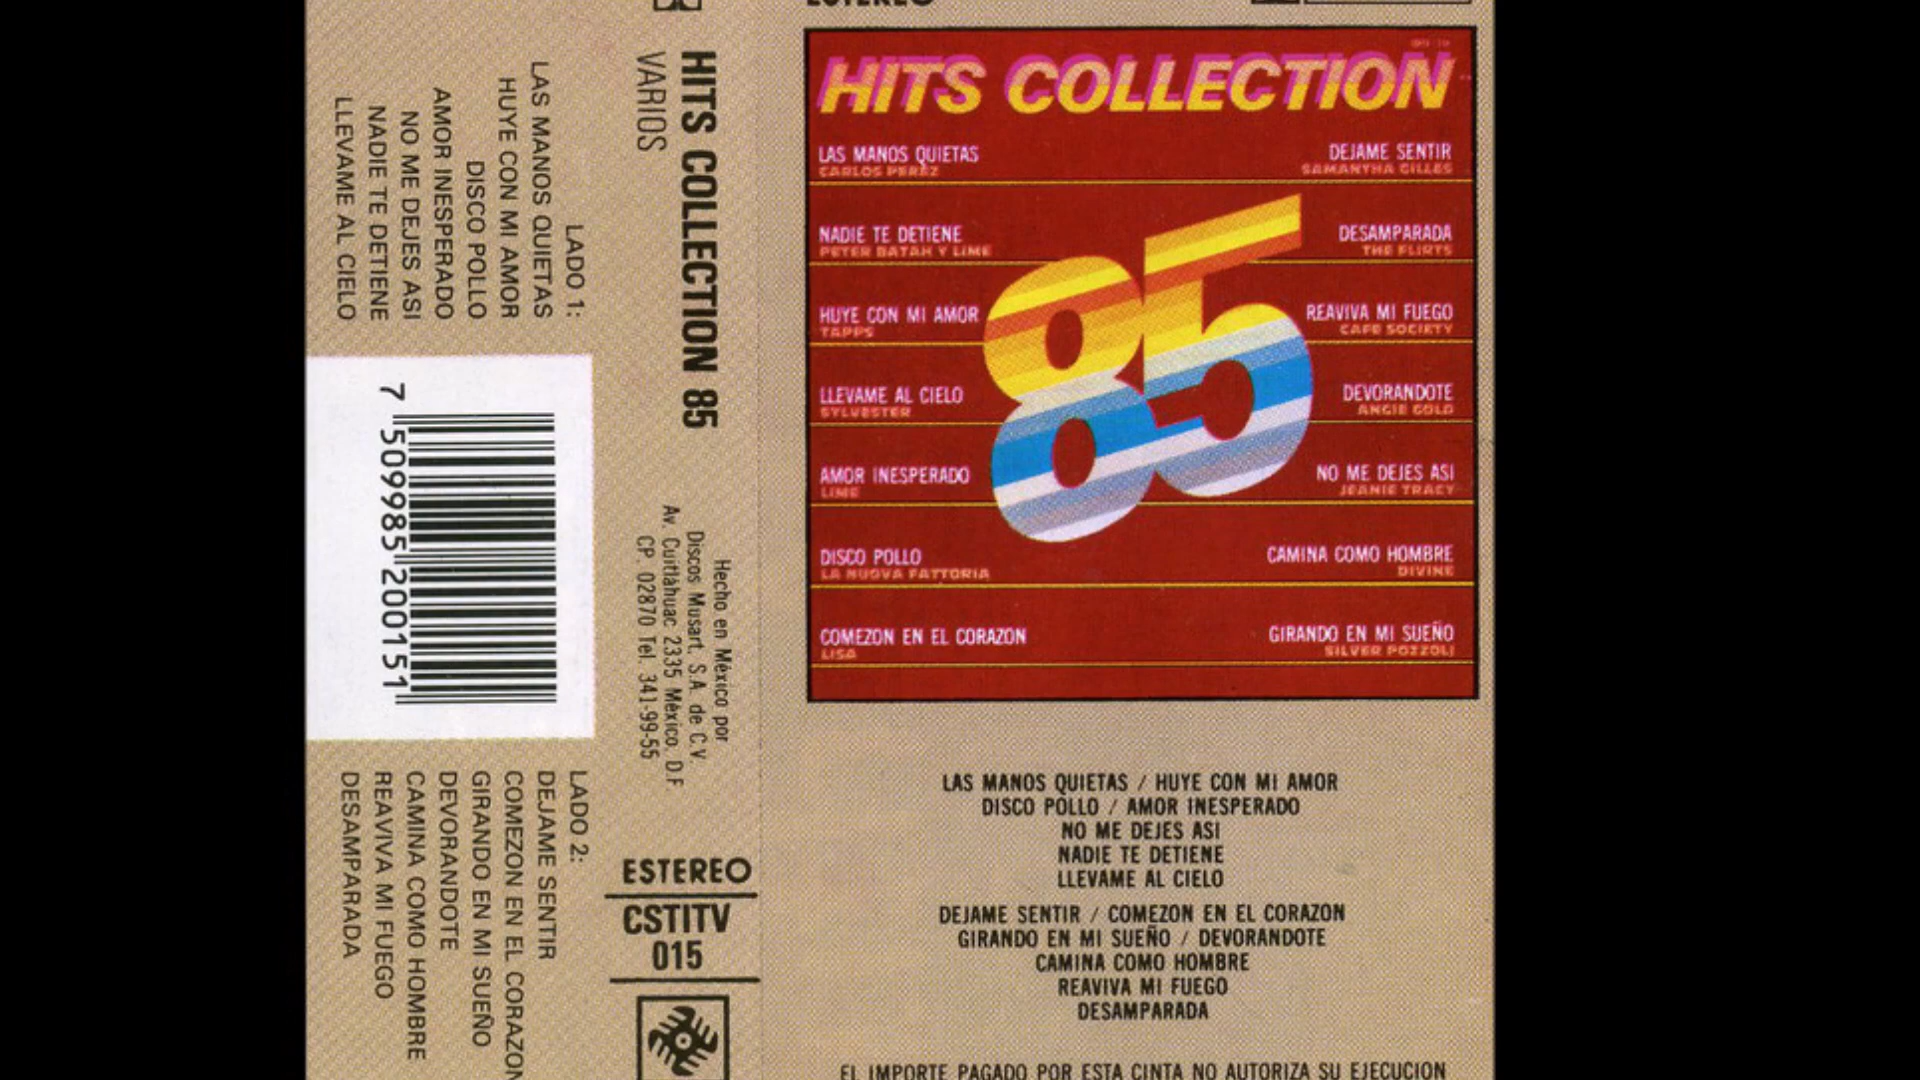 LADO 1:
LAS MANOS QUIETAS
HUYE CON MI AMOR
DISCO POLLO
AMOR INESPERADO
NO ME DEJES ASI
NADIE TE DETIENE
LLEVAME AL CIELO
7 509985 200151
LADO 2:
DEJAME SENTIR
COMEZON EN EL CORAZON
GIRANDO EN MI SUEÑO
DEVORANDOTE
CAMINA COMO HOMBRE
REAVIVA MI FUEGO
DESAMPARADA
HITS COLLECTION 85
VARIOS
Hecho en México por
Discos Musart, S.A. de C.V.
Av. Cuitláhuac 2335 México, D.F.
CP. 02870 Tel. 341-99-55
ESTEREO
CSTITV
015
ESTEREO
HITS COLLECTION
85
LAS MANOS QUIETAS
CARLOS PEREZ
DEJAME SENTIR
SAMANTHA GILLES
NADIE TE DETIENE
PETER BATAH Y LIME
DESAMPARADA
THE FLIRTS
HUYE CON MI AMOR
TAPPS
REAVIVA MI FUEGO
CAFE SOCIETY
LLEVAME AL CIELO
SYLVESTER
DEVORANDOTE
ANGIE GOLD
AMOR INESPERADO
LIME
NO ME DEJES ASI
JEANIE TRACY
DISCO POLLO
LA NUOVA FATTORIA
CAMINA COMO HOMBRE
DIVINE
COMEZON EN EL CORAZON
LISA
GIRANDO EN MI SUEÑO
SILVER POZZOLI
LAS MANOS QUIETAS / HUYE CON MI AMOR
DISCO POLLO / AMOR INESPERADO
NO ME DEJES ASI
NADIE TE DETIENE
LLEVAME AL CIELO
DEJAME SENTIR / COMEZON EN EL CORAZON
GIRANDO EN MI SUEÑO / DEVORANDOTE
CAMINA COMO HOMBRE
REAVIVA MI FUEGO
DESAMPARADA
EL IMPORTE PAGADO POR ESTA CINTA NO AUTORIZA SU EJECUCION